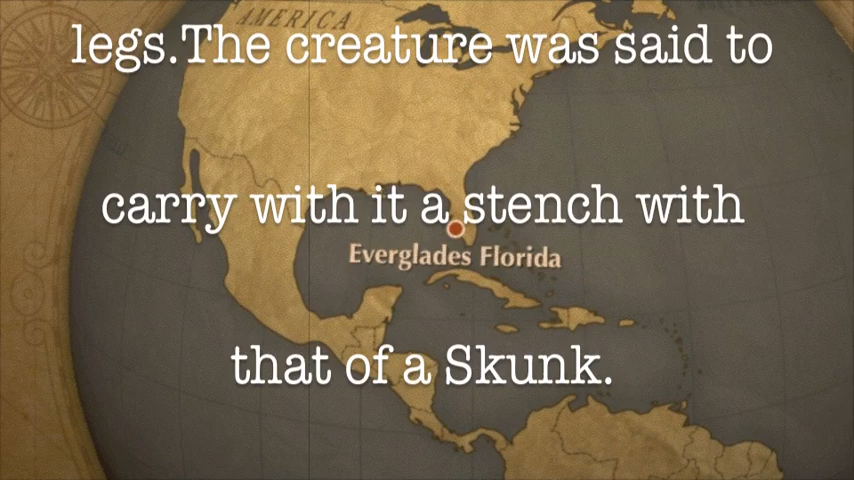 AMERICA
legs.The creature was said to
carry with it a stench with
Everglades Florida
that of a Skunk.